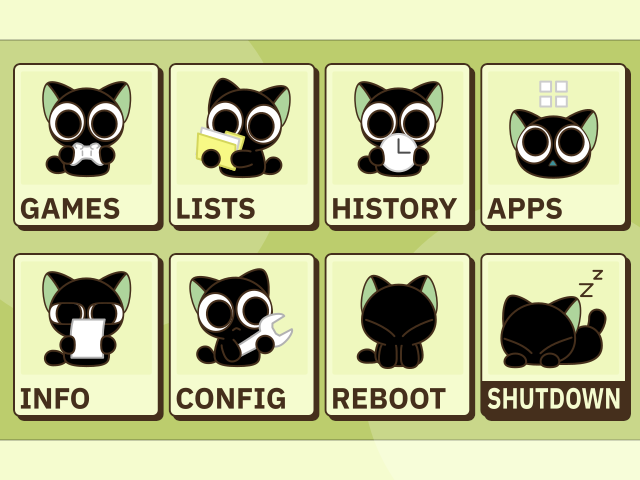 GAMES
LISTS
HISTORY
APPS
INFO
CONFIG
REBOOT
z
Z
SHUTDOWN